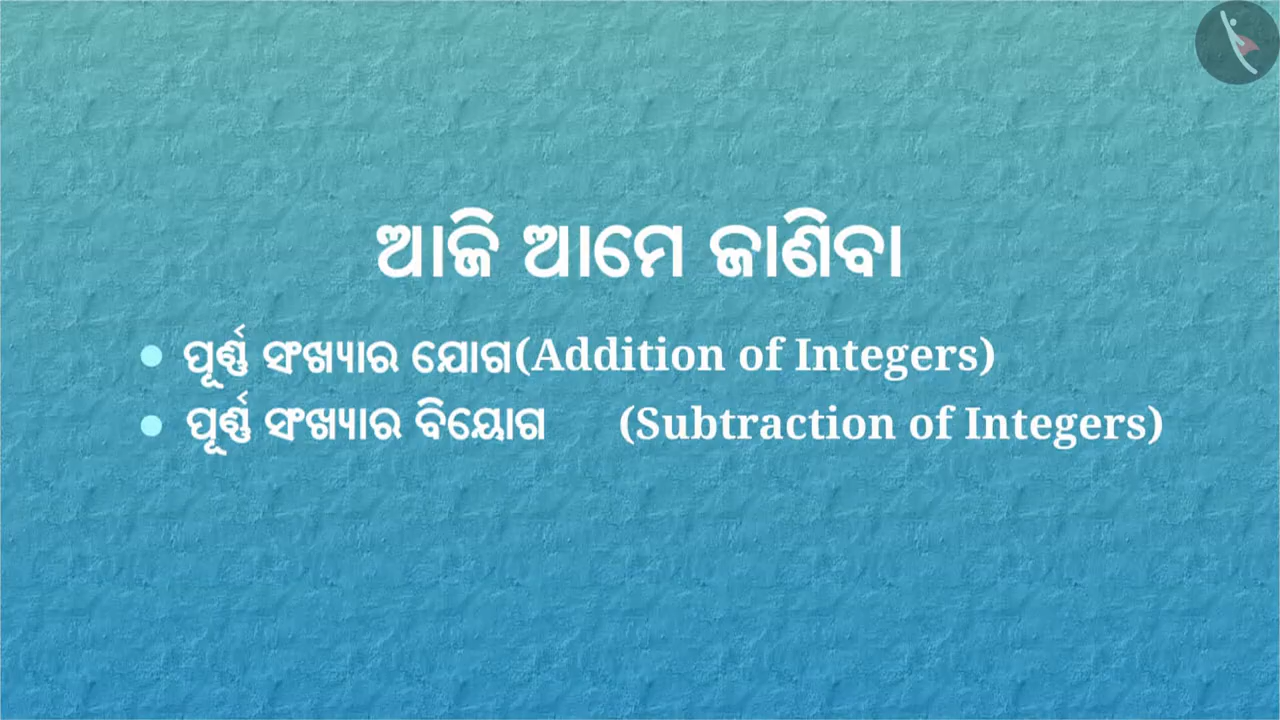 ଆଜି ଆମେ ଜାଣିବା
ପୂର୍ଣ୍ଣ ସଂଖ୍ୟାର ଯୋଗ(Addition of Integers)
ପୂର୍ଣ୍ଣ ସଂଖ୍ୟାର ବିୟୋଗ (Subtraction of Integers)